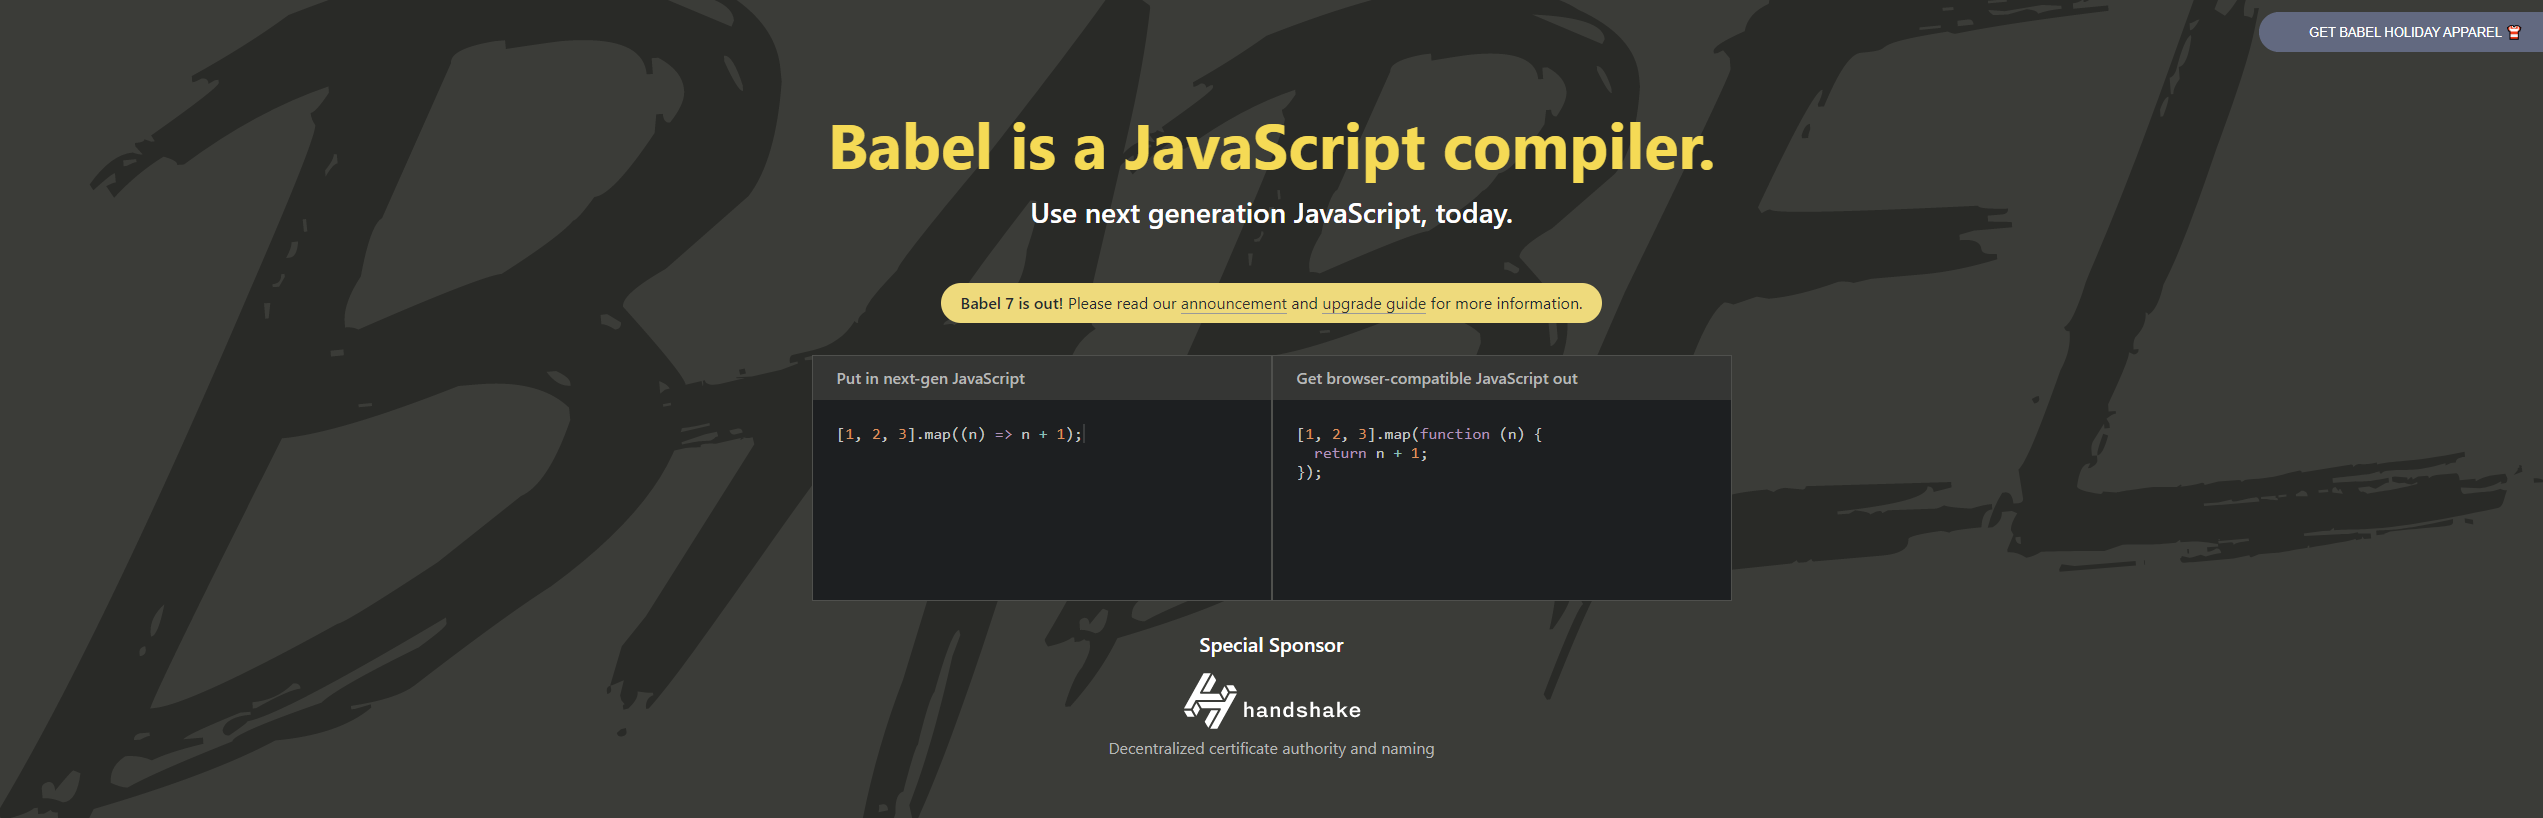 BABEL
GET BABEL HOLIDAY APPAREL
Babel is a JavaScript compiler.
Use next generation JavaScript, today.
Babel 7 is out! Please read our announcement and upgrade guide for more information.
Put in next-gen JavaScript
[1, 2, 3].map((n) => n + 1);
Get browser-compatible JavaScript out
[1, 2, 3].map(function (n) {
  return n + 1;
});
Special Sponsor
handshake
Decentralized certificate authority and naming